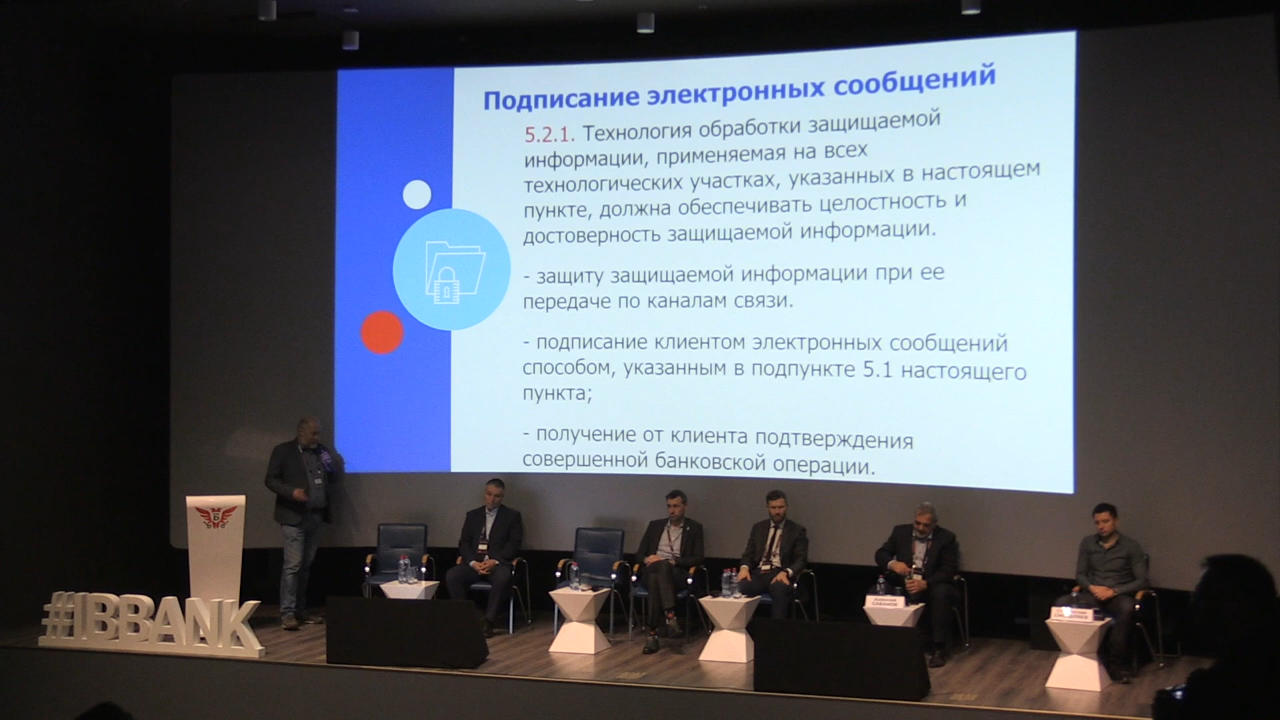 Подписание электронных сообщений
5.2.1. Технология обработки защищаемой
информации, применяемая на всех
технологических участках, указанных в настоящем
пункте, должна обеспечивать целостность и
достоверность защищаемой информации.
- защиту защищаемой информации при ее
передаче по каналам связи.
- подписание клиентом электронных сообщений
способом, указанным в подпункте 5.1 настоящего
пункта;
- получение от клиента подтверждения
совершенной банковской операции.
#IBBANK